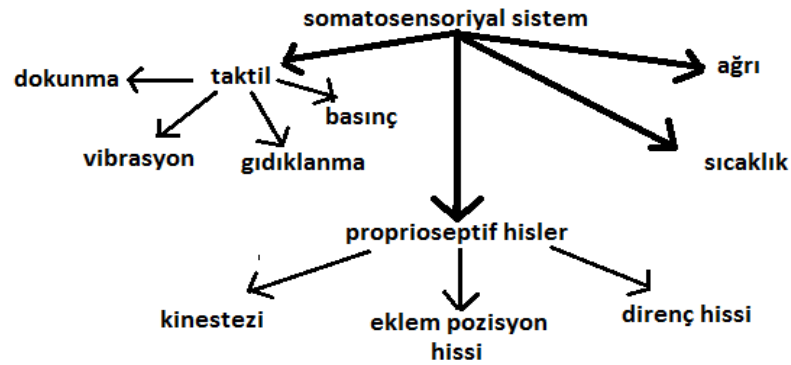 somatosensoriyal sistem
dokunma
taktil
ağrı
basınç
vibrasyon
gıdıklanma
sıcaklık
proprioseptif hisler
kinestezi
eklem pozisyon
hissi
direnç hissi